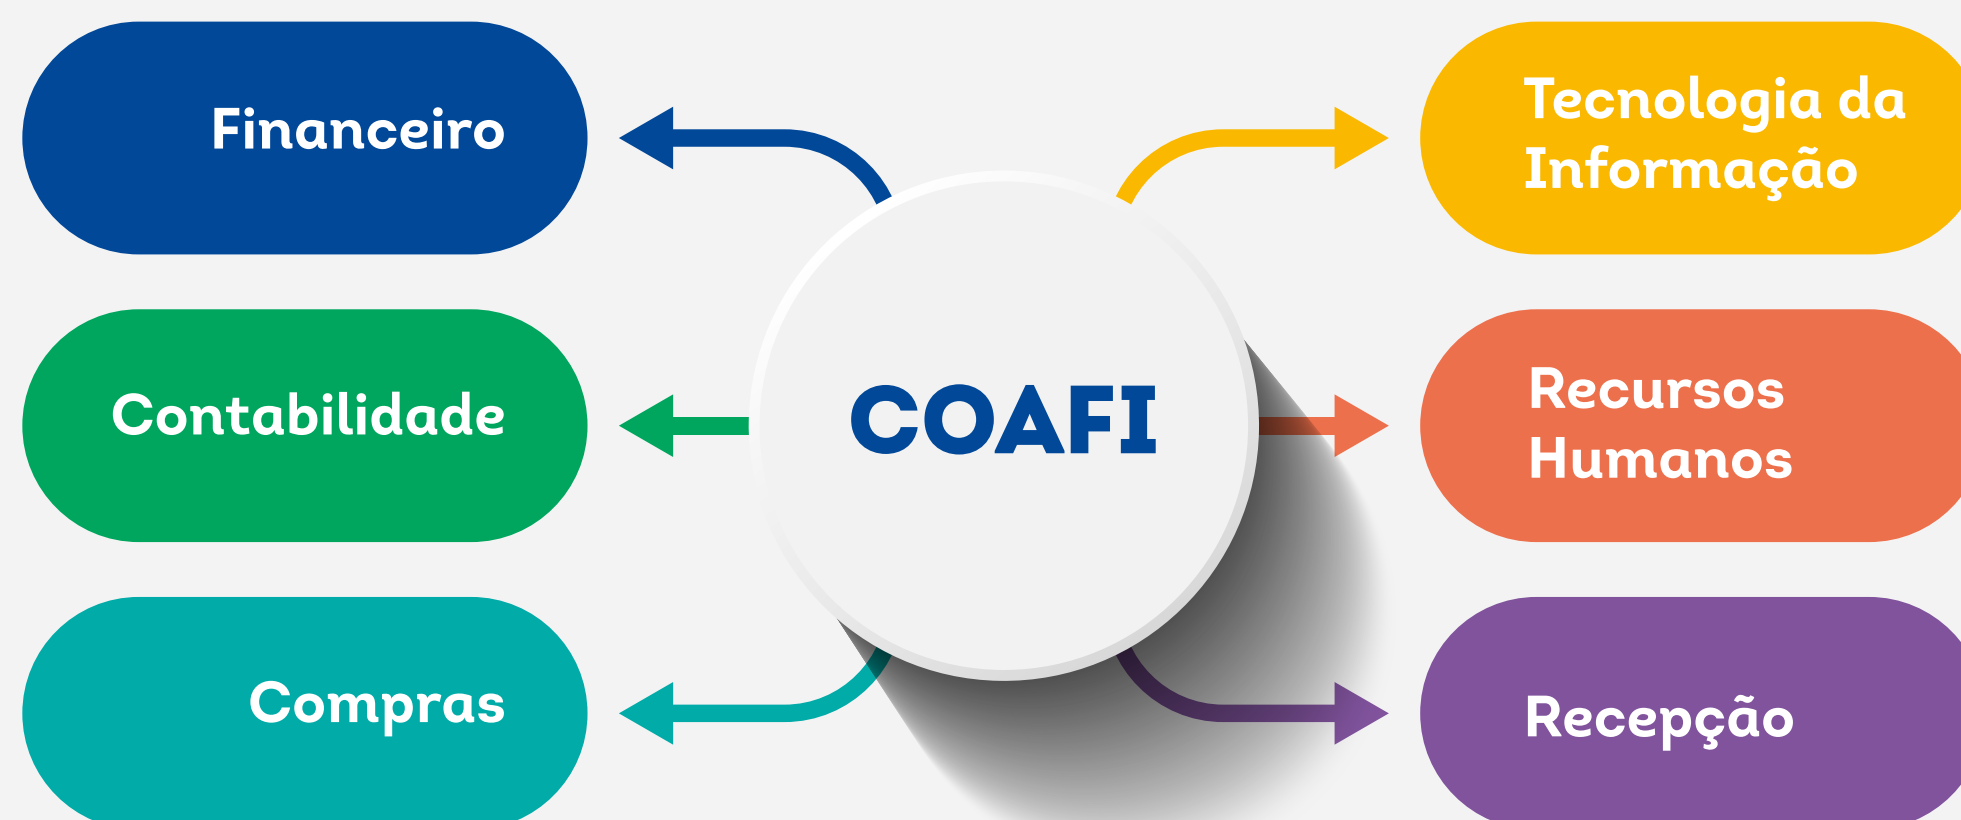 Financeiro
Contabilidade
Compras
COAFI
Tecnologia da
Informação
Recursos
Humanos
Recepção